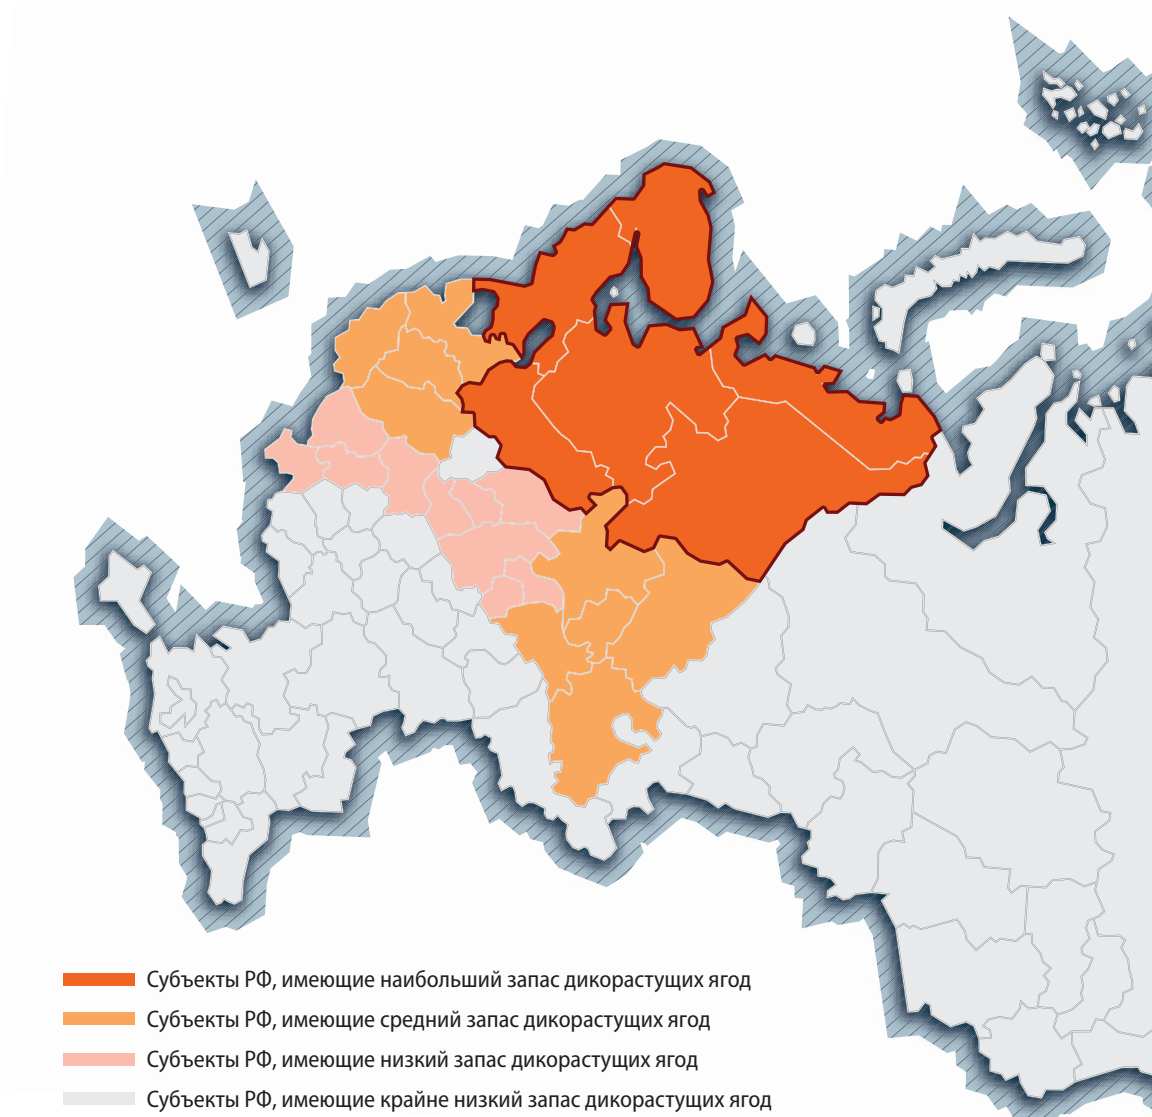 Субъекты РФ, имеющие наибольший запас дикорастущих ягод
Субъекты РФ, имеющие средний запас дикорастущих ягод
Субъекты РФ, имеющие низкий запас дикорастущих ягод
Субъекты РФ, имеющие крайне низкий запас дикорастущих ягод